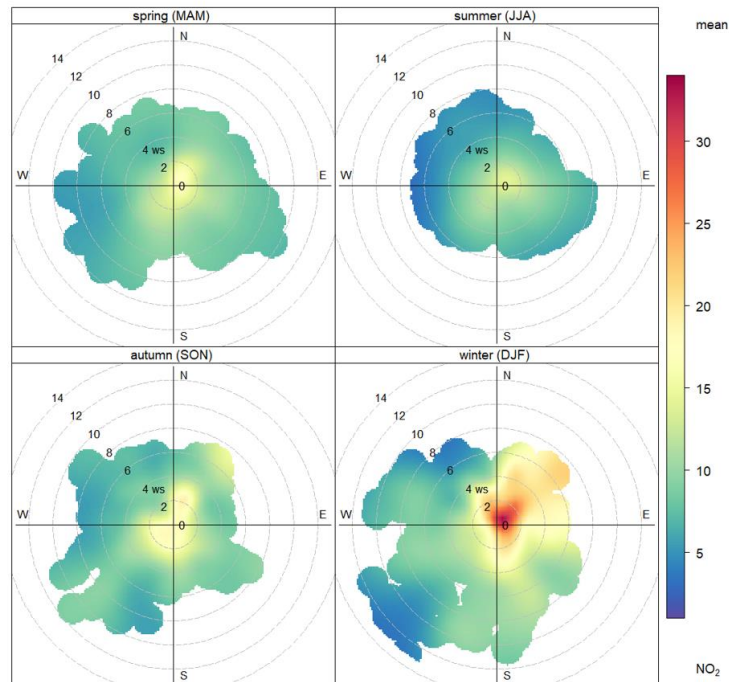 spring (MAM)
N
14
12
10
8
6
4 ws
2
0
W
E
S
summer (JJA)
N
14
12
10
8
6
4 ws
2
0
W
E
S
autumn (SON)
N
14
12
10
8
6
4 ws
2
0
W
E
S
winter (DJF)
N
14
12
10
8
6
4 ws
2
0
W
E
S
mean
30
25
20
15
10
5
NO₂